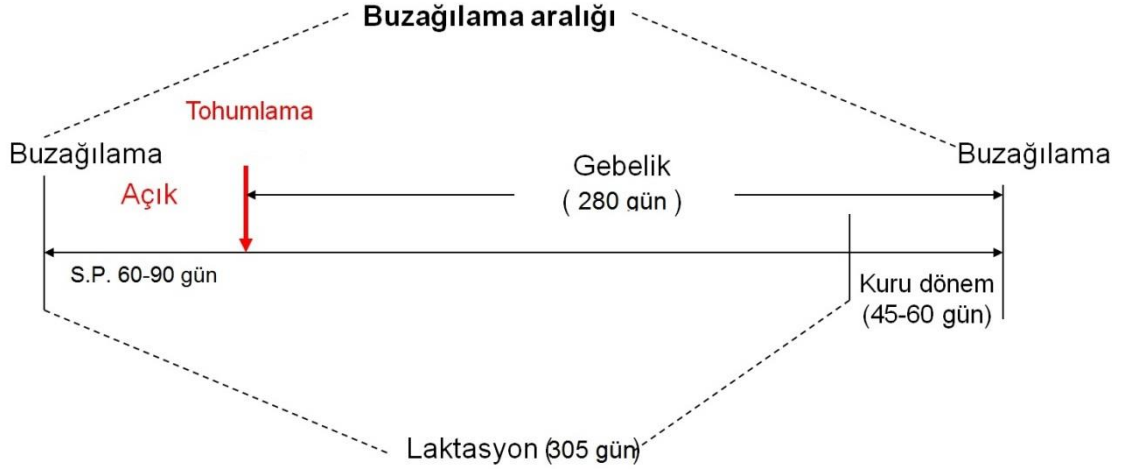 Buzağılama aralığı
Tohumlama
Buzağılama
Buzağılama
Açık
Gebelik
( 280 gün )
S.P. 60-90 gün
Kuru dönem
(45-60 gün)
Laktasyon (305 gün)